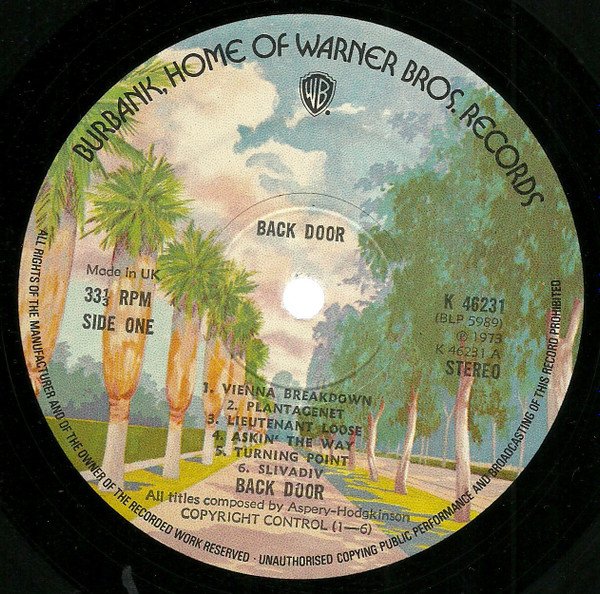 BURBANK, HOME OF WARNER BROS. RECORDS
WB
BACK DOOR
Made In UK
33⅓ RPM
SIDE ONE
K 46231
(BLP 5989)
℗ 1973
K 46231 A
STEREO
1. VIENNA BREAKDOWN
2. PLANTAGENET
3. LIEUTENANT LOOSE
4. ASKIN' THE WAY
5. TURNING POINT
6. SLIVADIV
BACK DOOR
All titles composed by Aspery-Hodgkinson
COPYRIGHT CONTROL (1—6)
ALL RIGHTS OF THE MANUFACTURER AND OF THE OWNER OF THE RECORDED WORK RESERVED · UNAUTHORISED COPYING PUBLIC PERFORMANCE AND BROADCASTING OF THIS RECORD PROHIBITED